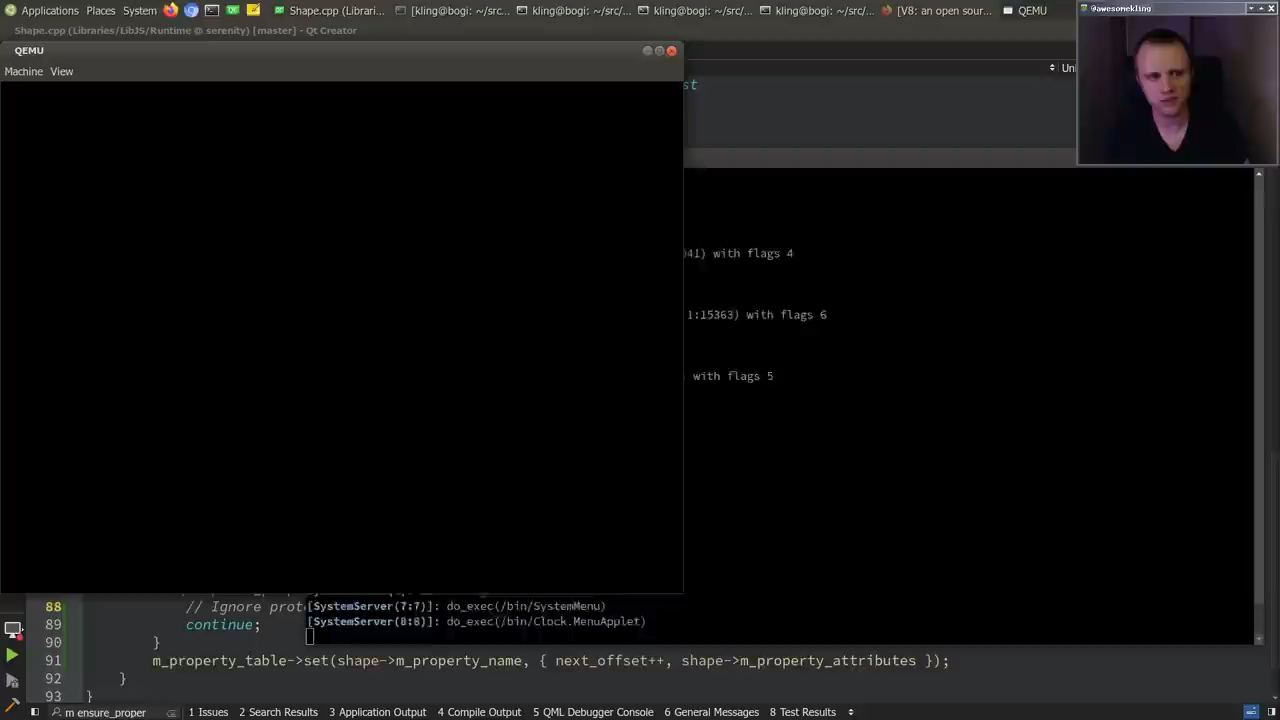 Applications Places System Shape.cpp (Librari... [kling@bogi: ~/src... kling@bogi: ~/src/... kling@bogi: ~/src/... kling@bogi: ~/src/... [V8: an open sour... QEMU
@awesomekling
Shape.cpp (Libraries/LibJS/Runtime @ serenity) [master] - Qt Creator
QEMU
Machine View
Uni
st
041) with flags 4
1:15363) with flags 6
with flags 5
88 // Ignore prot
[SystemServer(7:7)]: do_exec(/bin/SystemMenu)
89 continue;
[SystemServer(8:8)]: do_exec(/bin/Clock.MenuApplet)
90 }
91 m_property_table->set(shape->m_property_name, { next_offset++, shape->m_property_attributes });
92 }
93 }
m ensure_proper 1 Issues 2 Search Results 3 Application Output 4 Compile Output 5 QML Debugger Console 6 General Messages 8 Test Results